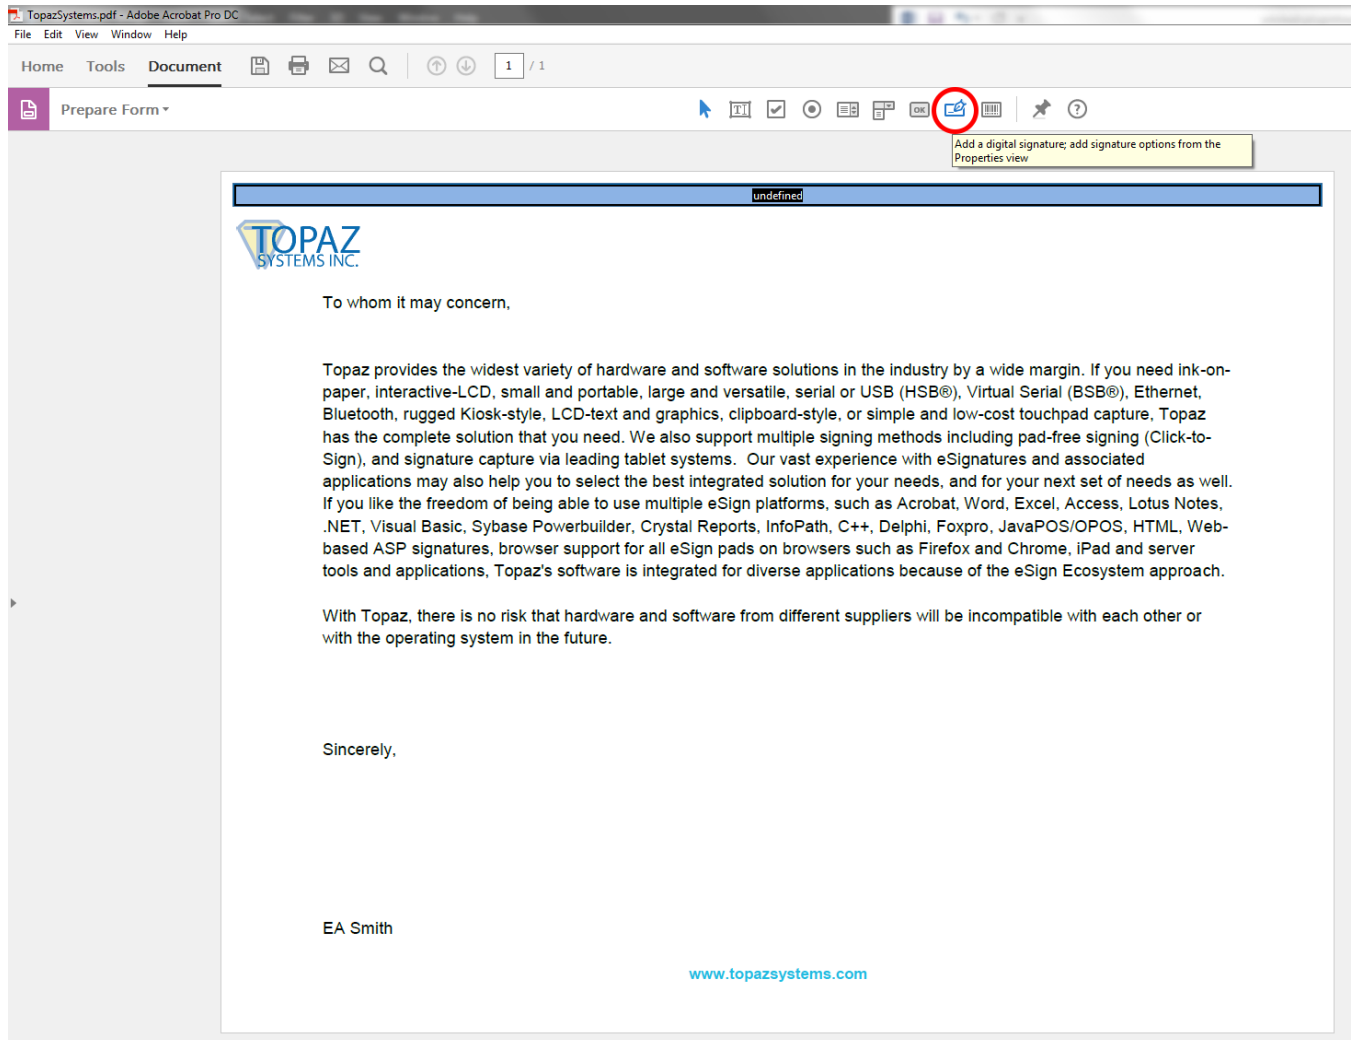 TopazSystems.pdf - Adobe Acrobat Pro DC
File Edit View Window Help
Home Tools Document 1 / 1
Prepare Form
OK
Add a digital signature; add signature options from the
Properties view
undefined
TOPAZ
SYSTEMS INC.
To whom it may concern,
Topaz provides the widest variety of hardware and software solutions in the industry by a wide margin. If you need ink-on-
paper, interactive-LCD, small and portable, large and versatile, serial or USB (HSB®), Virtual Serial (BSB®), Ethernet,
Bluetooth, rugged Kiosk-style, LCD-text and graphics, clipboard-style, or simple and low-cost touchpad capture, Topaz
has the complete solution that you need. We also support multiple signing methods including pad-free signing (Click-to-
Sign), and signature capture via leading tablet systems.  Our vast experience with eSignatures and associated
applications may also help you to select the best integrated solution for your needs, and for your next set of needs as well.
If you like the freedom of being able to use multiple eSign platforms, such as Acrobat, Word, Excel, Access, Lotus Notes,
.NET, Visual Basic, Sybase Powerbuilder, Crystal Reports, InfoPath, C++, Delphi, Foxpro, JavaPOS/OPOS, HTML, Web-
based ASP signatures, browser support for all eSign pads on browsers such as Firefox and Chrome, iPad and server
tools and applications, Topaz's software is integrated for diverse applications because of the eSign Ecosystem approach.
With Topaz, there is no risk that hardware and software from different suppliers will be incompatible with each other or
with the operating system in the future.
Sincerely,
EA Smith
www.topazsystems.com